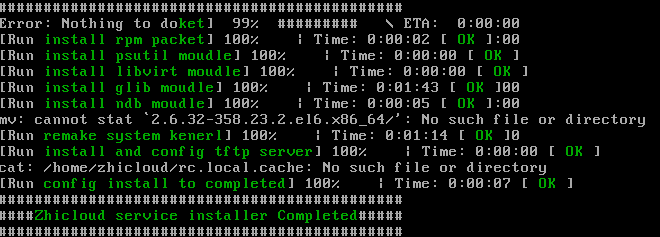 ##################################################
Error: Nothing to doket]  99%  #########   \ ETA:  0:00:00
[Run install rpm packet] 100%     | Time: 0:00:02 [ OK ]:00
[Run install psutil moudle] 100%     | Time: 0:00:00 [ OK ]
[Run install libvirt moudle] 100%     | Time: 0:00:00 [ OK ]
[Run install glib moudle] 100%     | Time: 0:01:43 [ OK ]00
[Run install ndb moudle] 100%     | Time: 0:00:05 [ OK ]:00
mv: cannot stat `2.6.32-358.23.2.el6.x86_64/': No such file or directory
[Run remake system kenerl] 100%     | Time: 0:01:14 [ OK ]0
[Run install and config tftp server] 100%     | Time: 0:00:00 [ OK ]
cat: /home/zhicloud/rc.local.cache: No such file or directory
[Run config install to completed] 100%     | Time: 0:00:07 [ OK ]
##################################################
####Zhicloud service installer Completed#####
##################################################